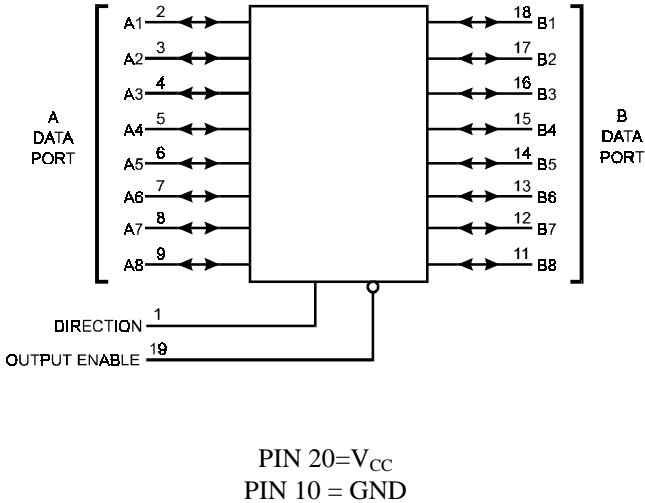 A1 2 18 B1
A2 3 17 B2
A3 4 16 B3
A4 5 15 B4
A5 6 14 B5
A6 7 13 B6
A7 8 12 B7
A8 9 11 B8
A
DATA
PORT
B
DATA
PORT
DIRECTION 1
OUTPUT ENABLE 19
PIN 20=VCC
PIN 10 = GND